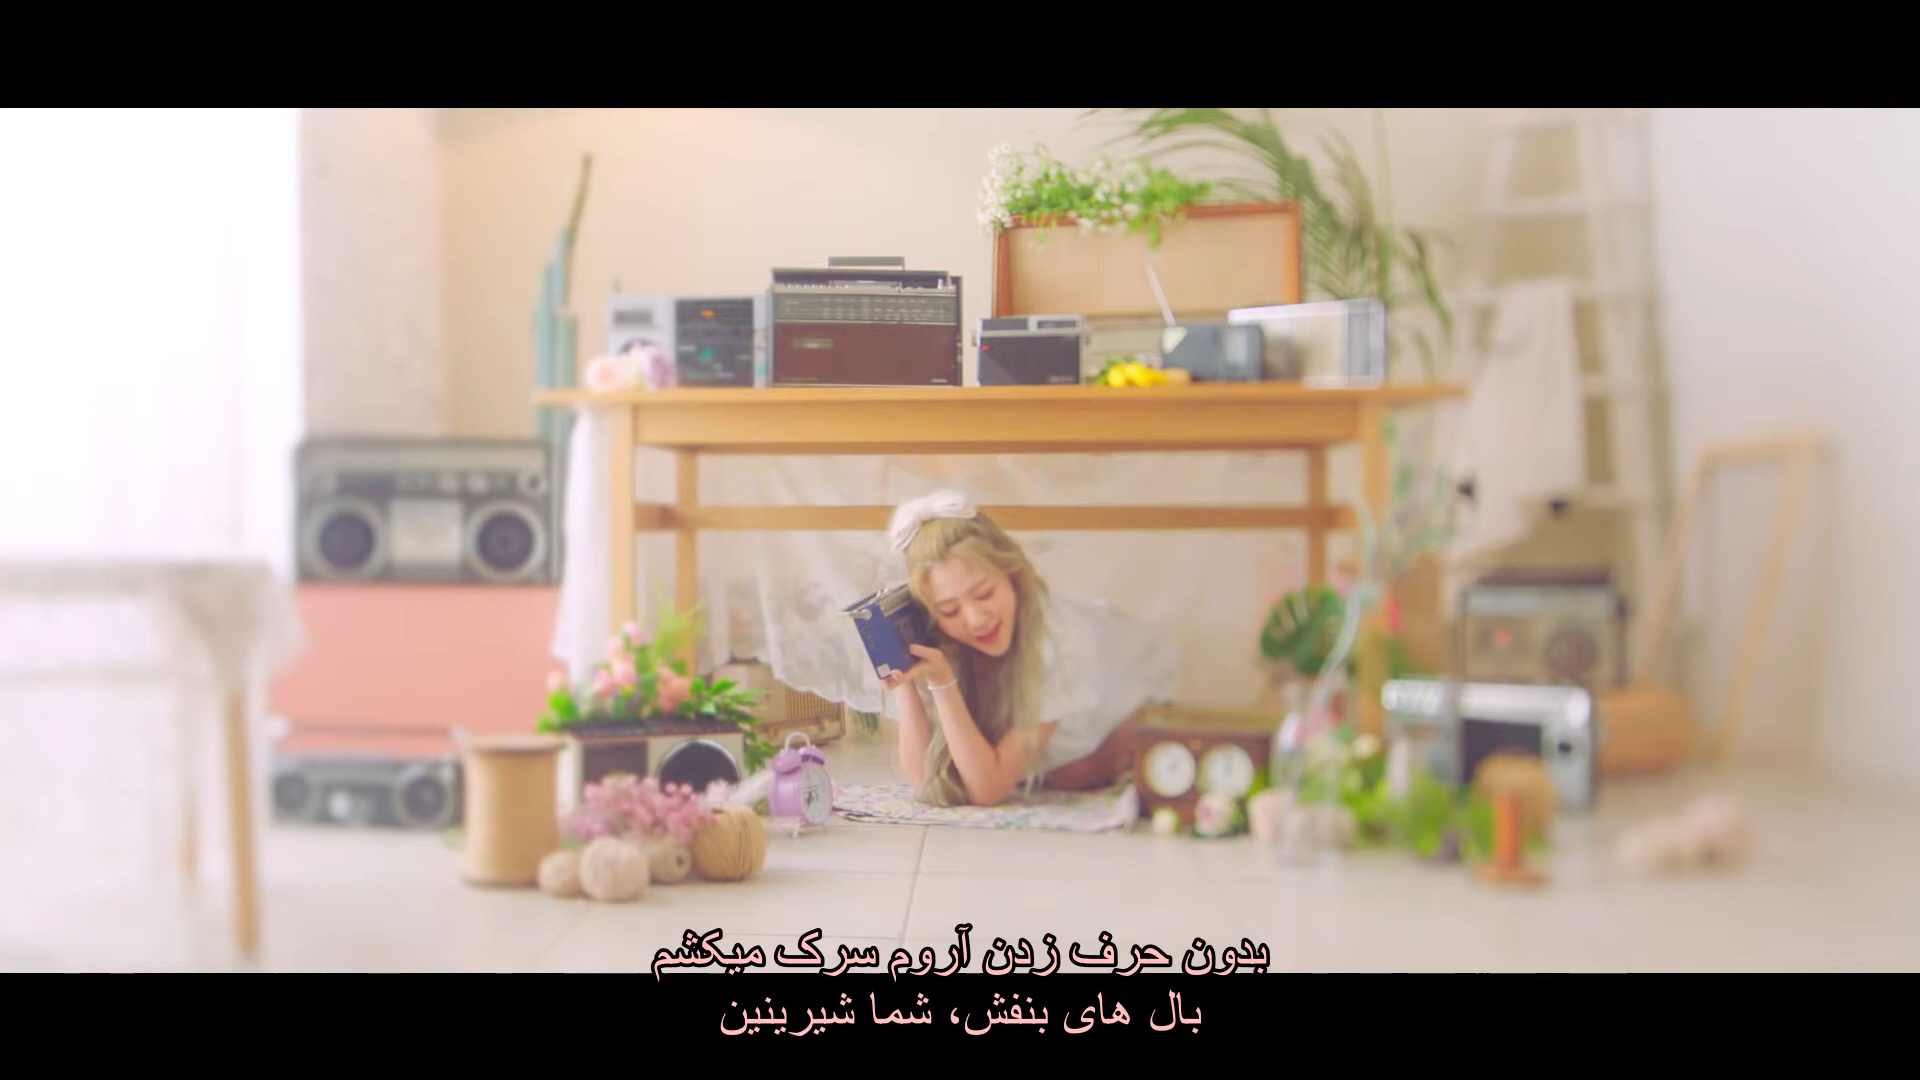 بدون حرف زدن آروم سرک میکشم
بال های بنفش، شما شیرینین